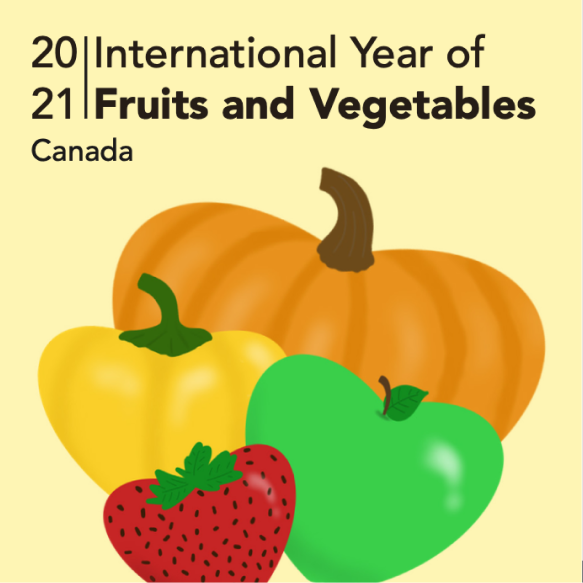 20 International Year of
21 Fruits and Vegetables
Canada